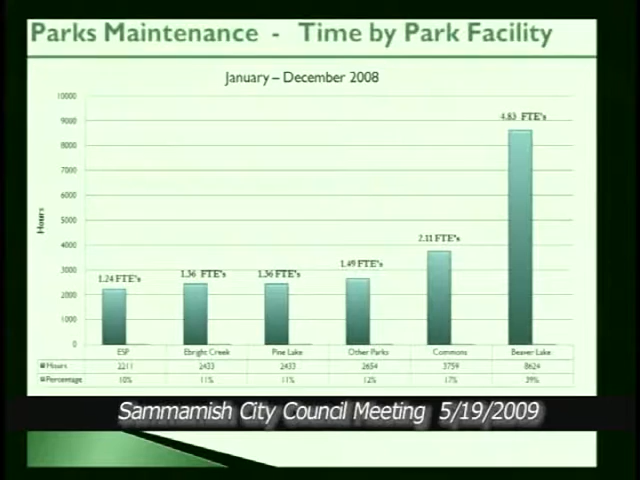 Parks Maintenance - Time by Park Facility
January – December 2008
10000
9000
8000
7000
6000
5000
4000
3000
2000
1000
0
Hours
1.24 FTE's
1.36 FTE's
1.36 FTE's
1.49 FTE's
2.11 FTE's
4.83 FTE's
ESP Ebright Creek Pine Lake Other Parks Commons Beaver Lake
Hours 2211 2433 2433 2654 3759 8624
Percentage 10% 11% 11% 12% 17% 39%
Sammamish City Council Meeting 5/19/2009